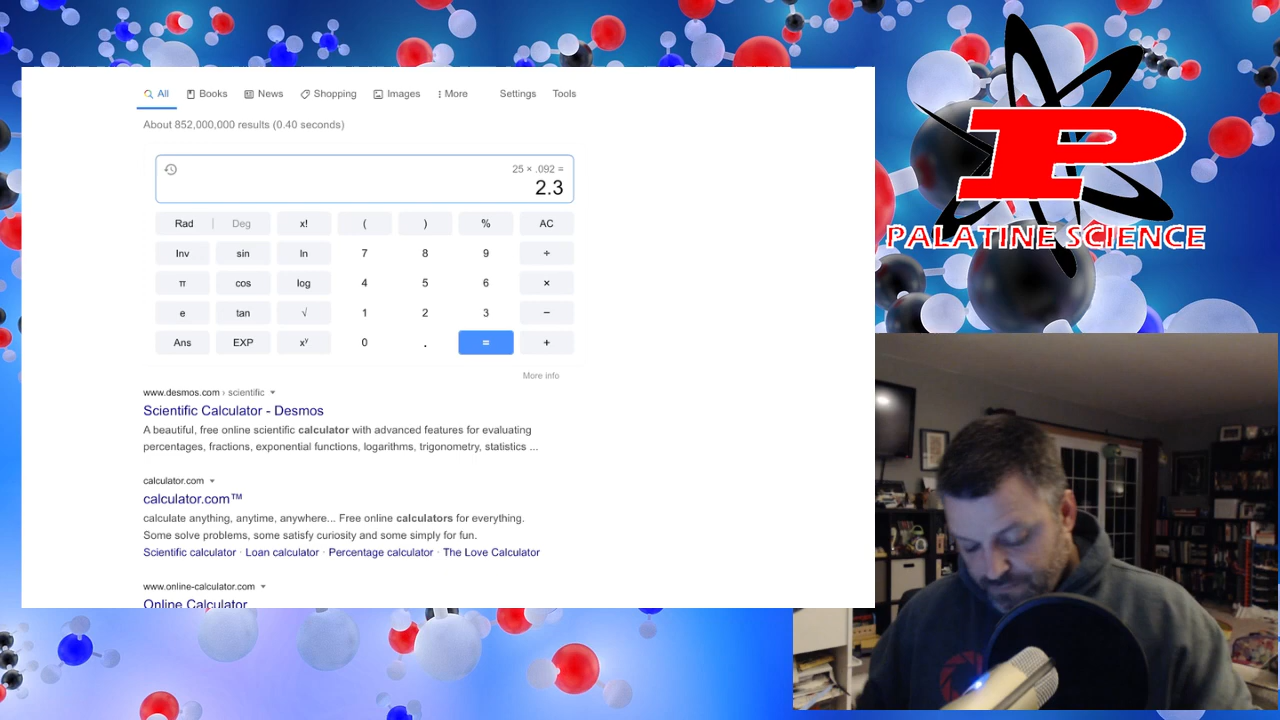 All Books News Shopping Images More Settings Tools
About 852,000,000 results (0.40 seconds)
25 × .092 =
2.3
Rad Deg x! ( ) % AC
Inv sin ln 7 8 9 ÷
π cos log 4 5 6 ×
e tan √ 1 2 3 −
Ans EXP xʸ 0 . = +
More info
www.desmos.com › scientific
Scientific Calculator - Desmos
A beautiful, free online scientific calculator with advanced features for evaluating
percentages, fractions, exponential functions, logarithms, trigonometry, statistics ...
calculator.com
calculator.com™
calculate anything, anytime, anywhere... Free online calculators for everything.
Some solve problems, some satisfy curiosity and some simply for fun.
Scientific calculator · Loan calculator · Percentage calculator · The Love Calculator
www.online-calculator.com
Online Calculator
P
PALATINE SCIENCE